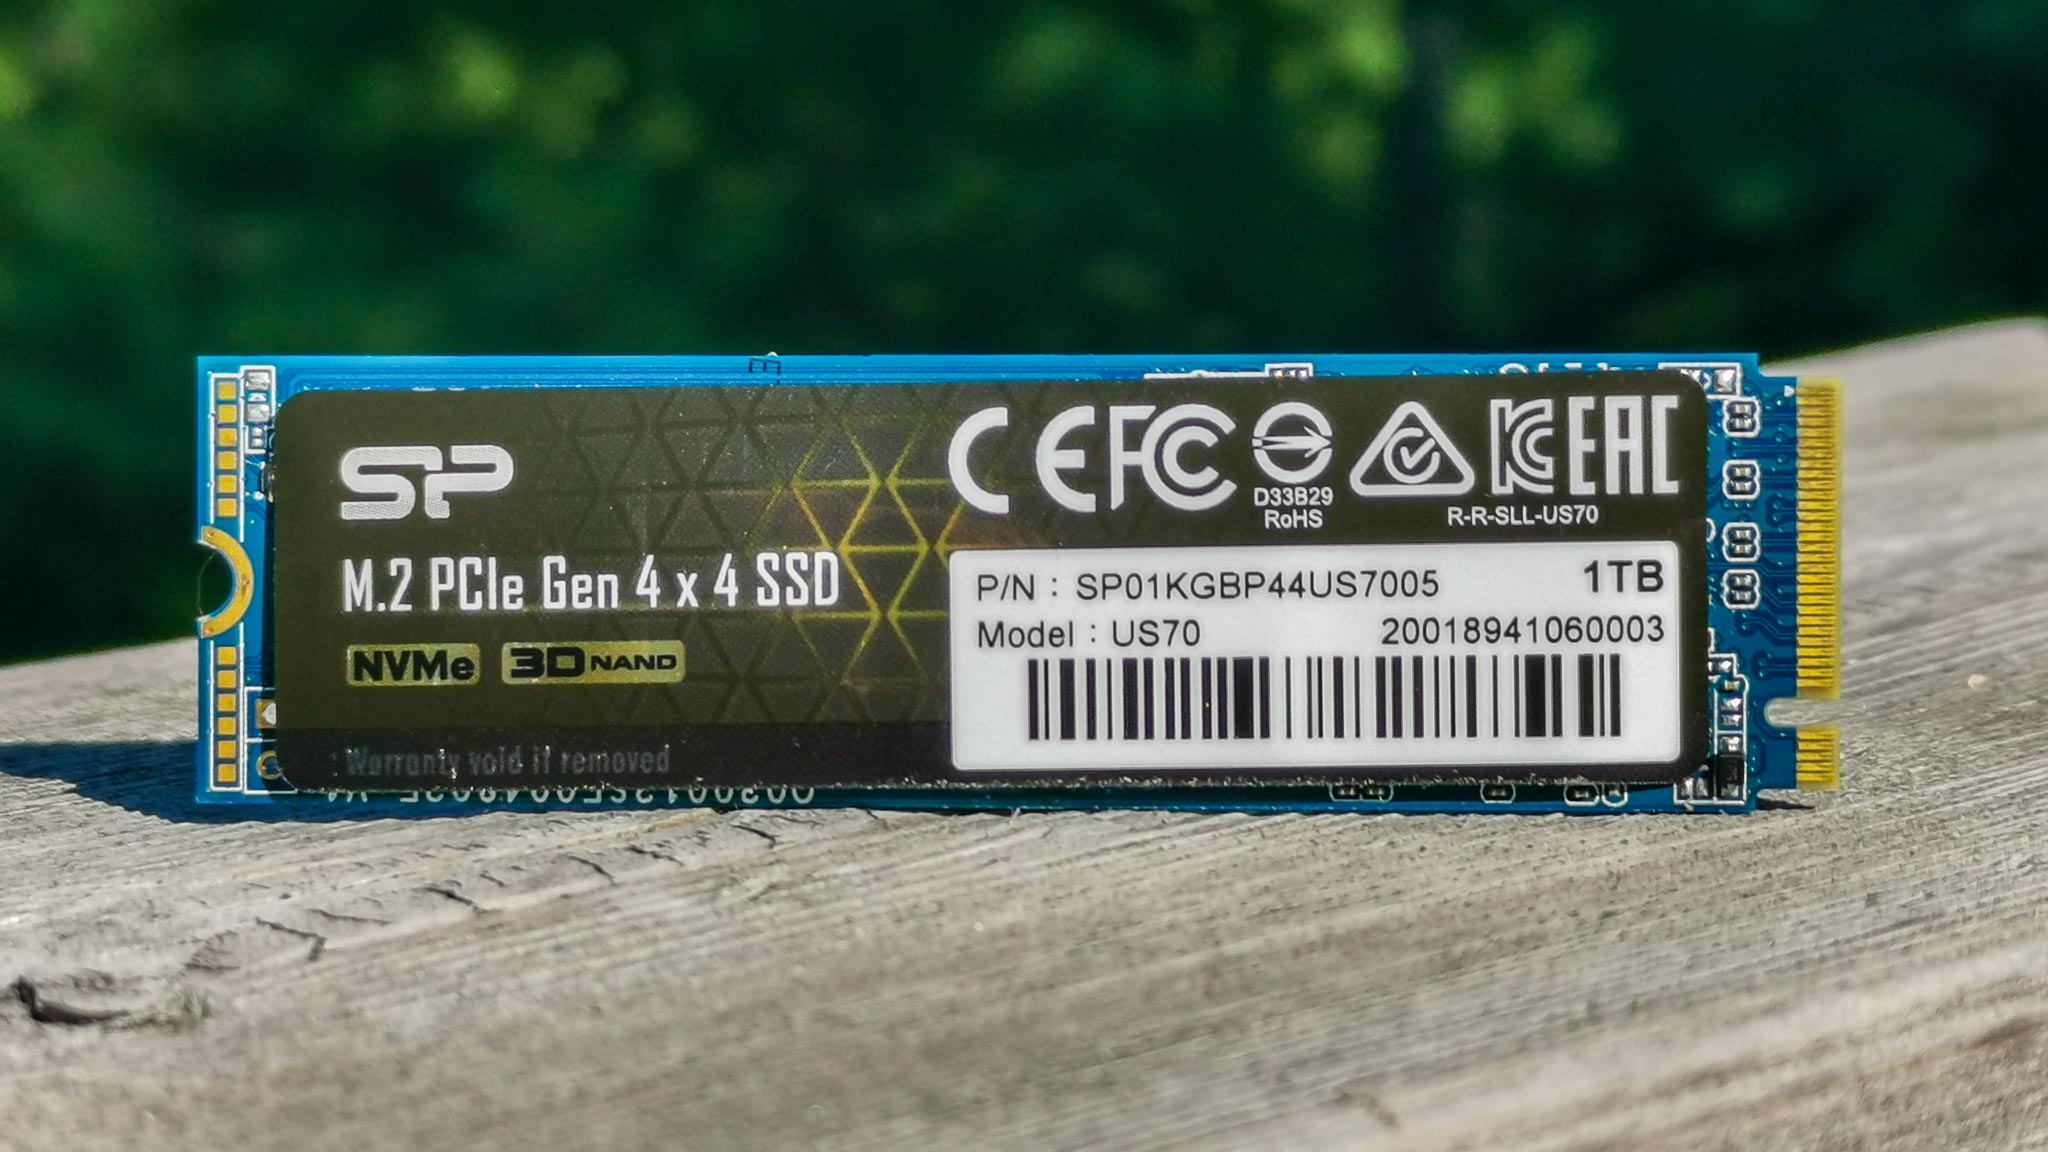 SP
M.2 PCIe Gen 4 x 4 SSD
NVMe 3D NAND
Warranty void if removed
CE FC KC EAC
D33B29
RoHS
R-R-SLL-US70
P/N : SP01KGBP44US7005 1TB
Model : US70 20018941060003